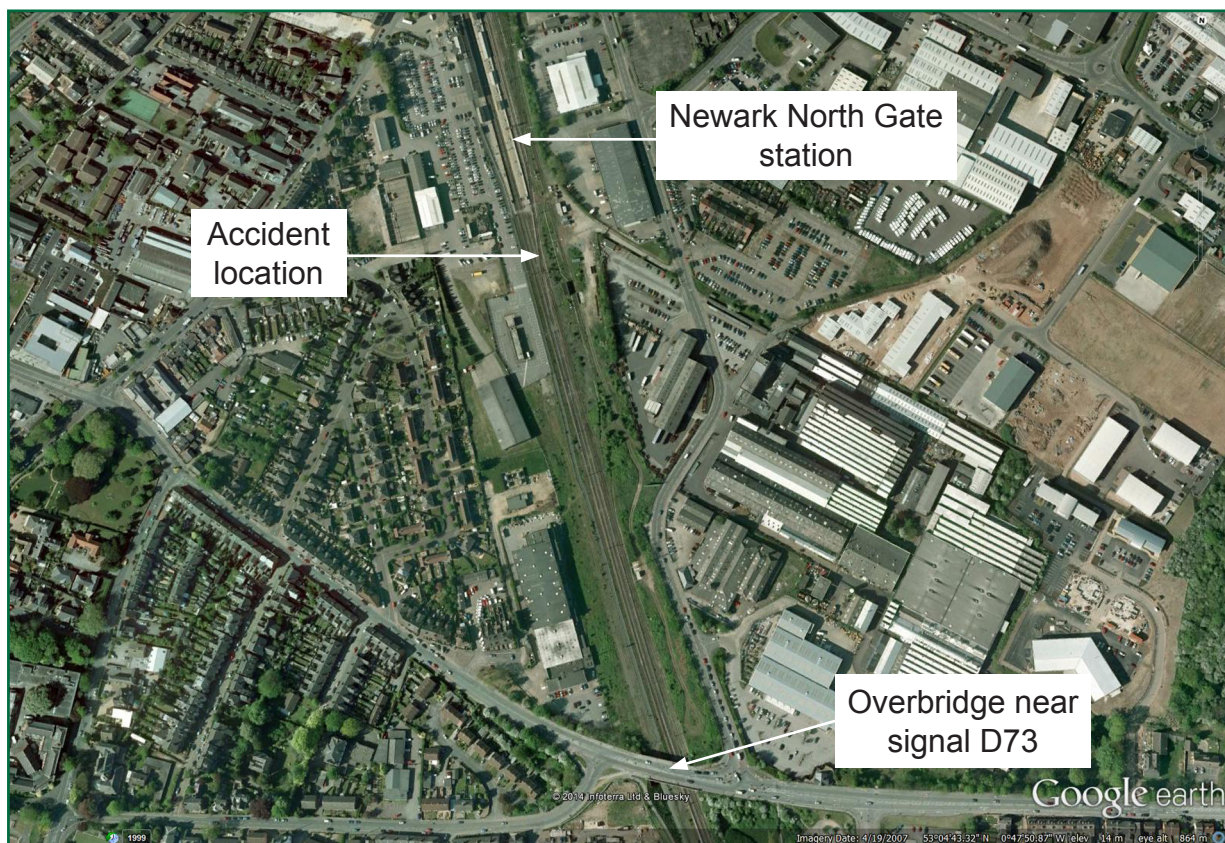 N
Newark North Gate
station
Accident
location
Overbridge near
signal D73
© 2014 Infoterra Ltd & Bluesky
Google earth
1999
Imagery Date: 4/19/2007 53°04'43.32" N 0°47'50.87" W elev 14 m eye alt 864 m